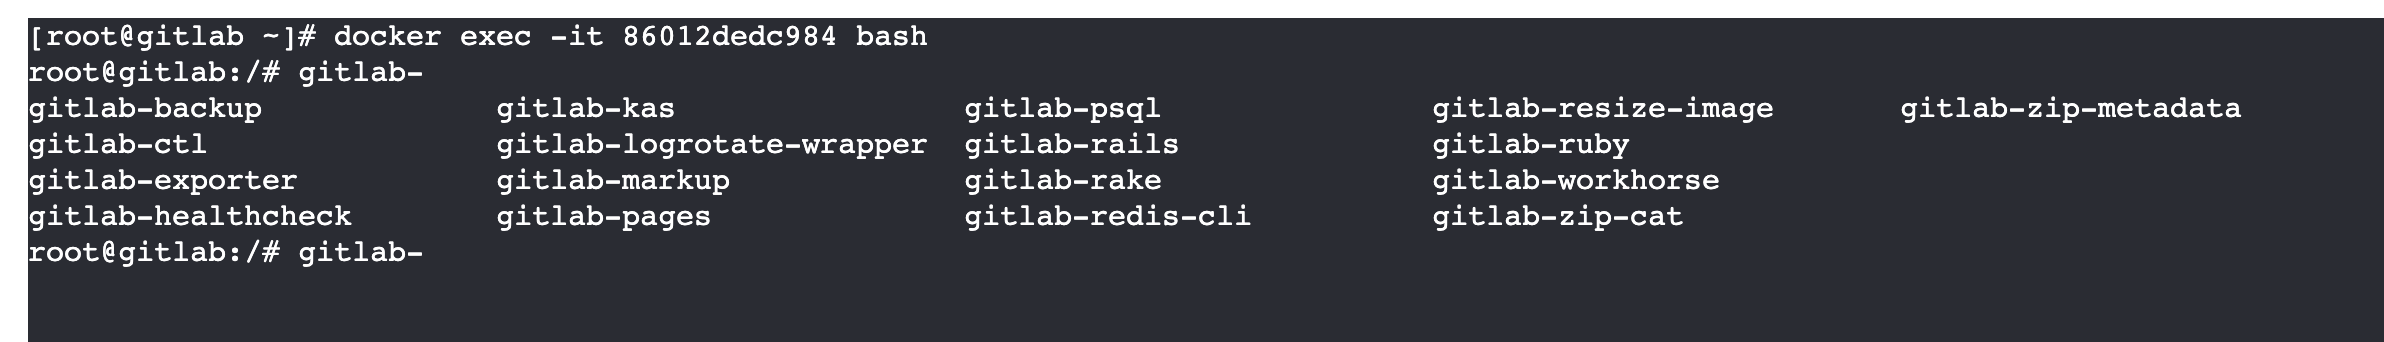 [root@gitlab ~]# docker exec -it 86012dedc984 bash
root@gitlab:/# gitlab-
gitlab-backup             gitlab-kas                gitlab-psql               gitlab-resize-image       gitlab-zip-metadata
gitlab-ctl                gitlab-logrotate-wrapper  gitlab-rails              gitlab-ruby
gitlab-exporter           gitlab-markup             gitlab-rake               gitlab-workhorse
gitlab-healthcheck        gitlab-pages              gitlab-redis-cli          gitlab-zip-cat
root@gitlab:/# gitlab-